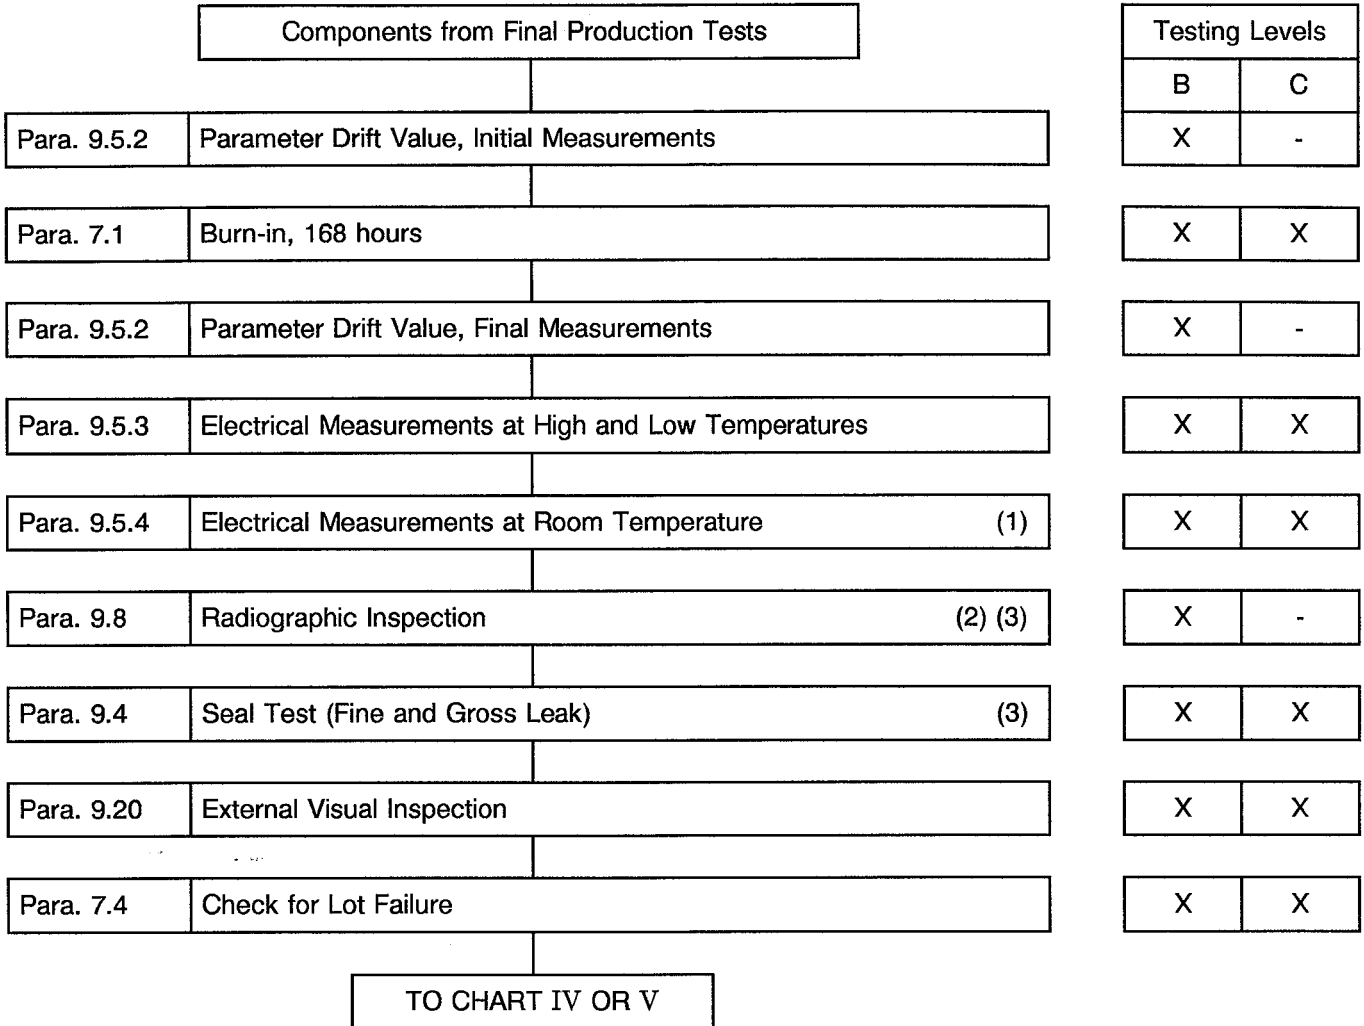 Components from Final Production Tests
Testing Levels
B C
Para. 9.5.2 Parameter Drift Value, Initial Measurements X -
Para. 7.1 Burn-in, 168 hours X X
Para. 9.5.2 Parameter Drift Value, Final Measurements X -
Para. 9.5.3 Electrical Measurements at High and Low Temperatures X X
Para. 9.5.4 Electrical Measurements at Room Temperature (1) X X
Para. 9.8 Radiographic Inspection (2) (3) X -
Para. 9.4 Seal Test (Fine and Gross Leak) (3) X X
Para. 9.20 External Visual Inspection X X
Para. 7.4 Check for Lot Failure X X
TO CHART IV OR V